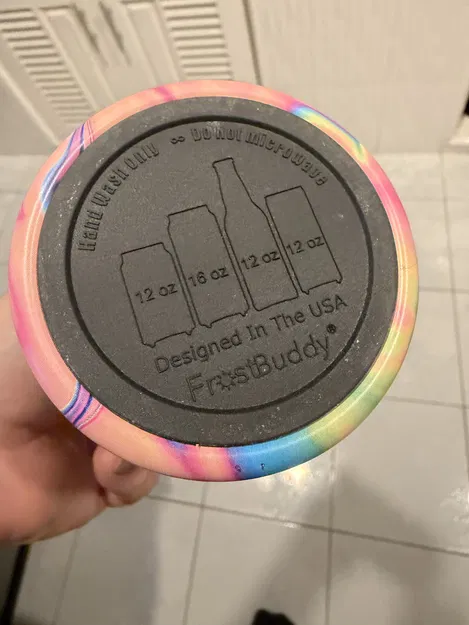 Hand Wash Only ∞ Do Not microwave
12 oz
16 oz
12 oz
12 oz
Designed In The USA
FrostBuddy®